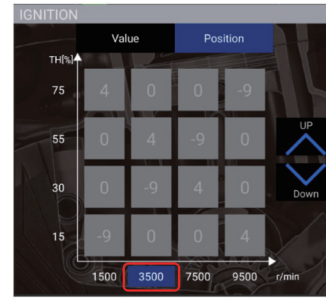 IGNITION
Value Position
TH[%]
75 4 0 0 -9
55 0 4 -9 0
30 0 -9 4 0
15 -9 0 0 4
1500 3500 7500 9500 r/min
UP
Down